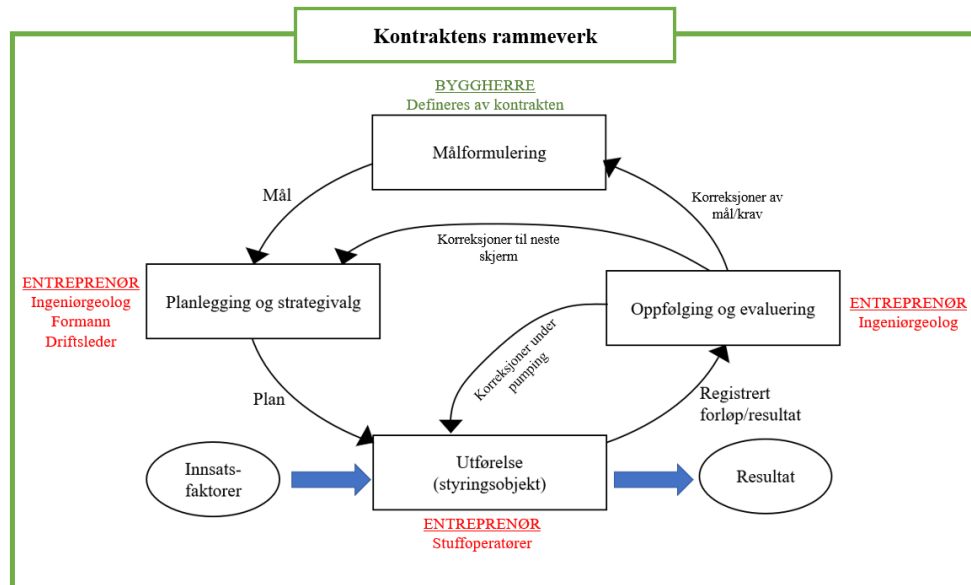 Kontraktens rammeverk
BYGGHERRE
Defineres av kontrakten
Målformulering
Mål
Korreksjoner av
mål/krav
Korreksjoner til neste
skjerm
ENTREPRENØR
Ingeniørgeolog
Formann
Driftsleder
Planlegging og strategivalg
Oppfølging og evaluering
ENTREPRENØR
Ingeniørgeolog
Korreksjoner under
pumping
Plan
Registrert
forløp/resultat
Innsats-
faktorer
Utførelse
(styringsobjekt)
Resultat
ENTREPRENØR
Stuffoperatører